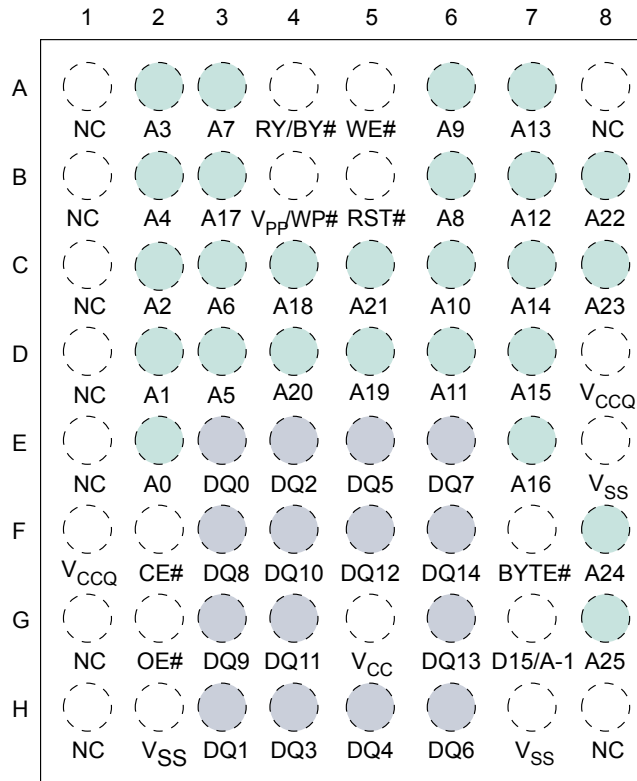 1 2 3 4 5 6 7 8
A
NC A3 A7 RY/BY# WE# A9 A13 NC
B
NC A4 A17 VPP/WP# RST# A8 A12 A22
C
NC A2 A6 A18 A21 A10 A14 A23
D
NC A1 A5 A20 A19 A11 A15 VCCQ
E
NC A0 DQ0 DQ2 DQ5 DQ7 A16 VSS
F
VCCQ CE# DQ8 DQ10 DQ12 DQ14 BYTE# A24
G
NC OE# DQ9 DQ11 VCC DQ13 D15/A-1 A25
H
NC VSS DQ1 DQ3 DQ4 DQ6 VSS NC